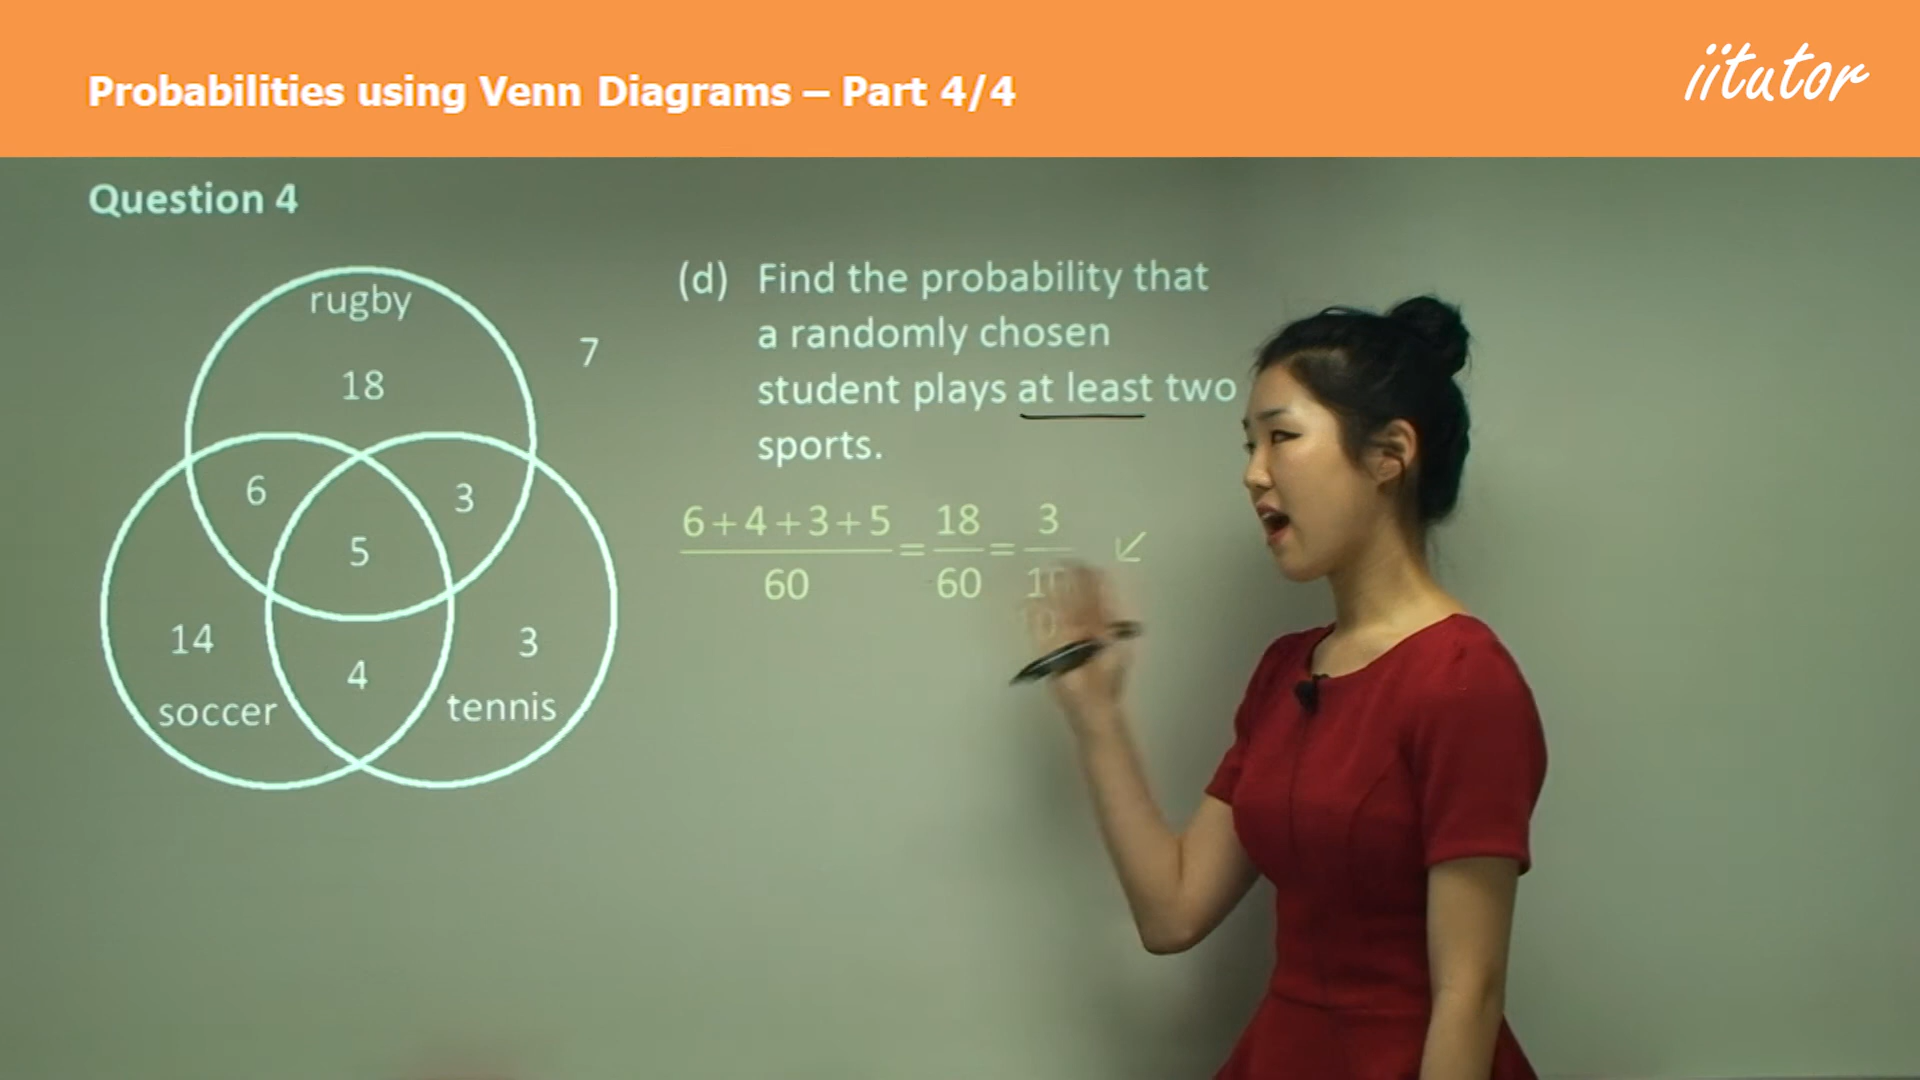 Probabilities using Venn Diagrams – Part 4/4
iitutor
Question 4
rugby
18
7
6
3
5
14
4
3
soccer
tennis
(d) Find the probability that
a randomly chosen
student plays at least two
sports.
6+4+3+5 / 60 = 18 / 60 = 3 / 10